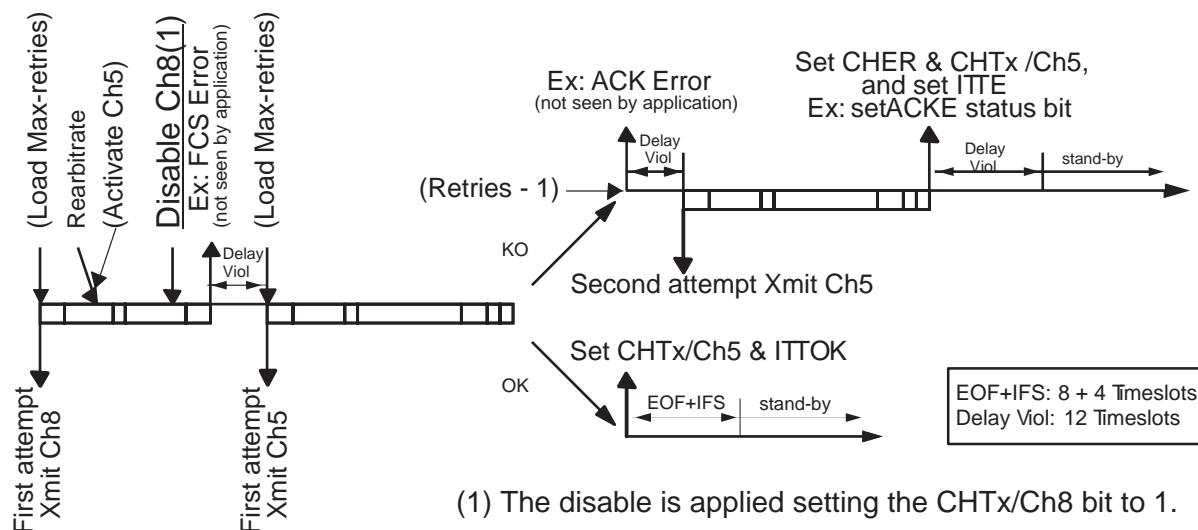 (Load Max-retries)
Rearbitrate
(Activate Ch5)
Disable Ch8(1)
Ex: FCS Error
(not seen by application)
(Load Max-retries)
Delay
Viol
First attempt
Xmit Ch8
First attempt
Xmit Ch5
KO
OK
(Retries - 1)
Ex: ACK Error
(not seen by application)
Delay
Viol
Set CHER & CHTx /Ch5,
and set ITTE
Ex: setACKE status bit
Delay
Viol
stand-by
Second attempt Xmit Ch5
Set CHTx/Ch5 & ITTOK
EOF+IFS
stand-by
EOF+IFS: 8 + 4 Timeslots
Delay Viol: 12 Timeslots
(1) The disable is applied setting the CHTx/Ch8 bit to 1.